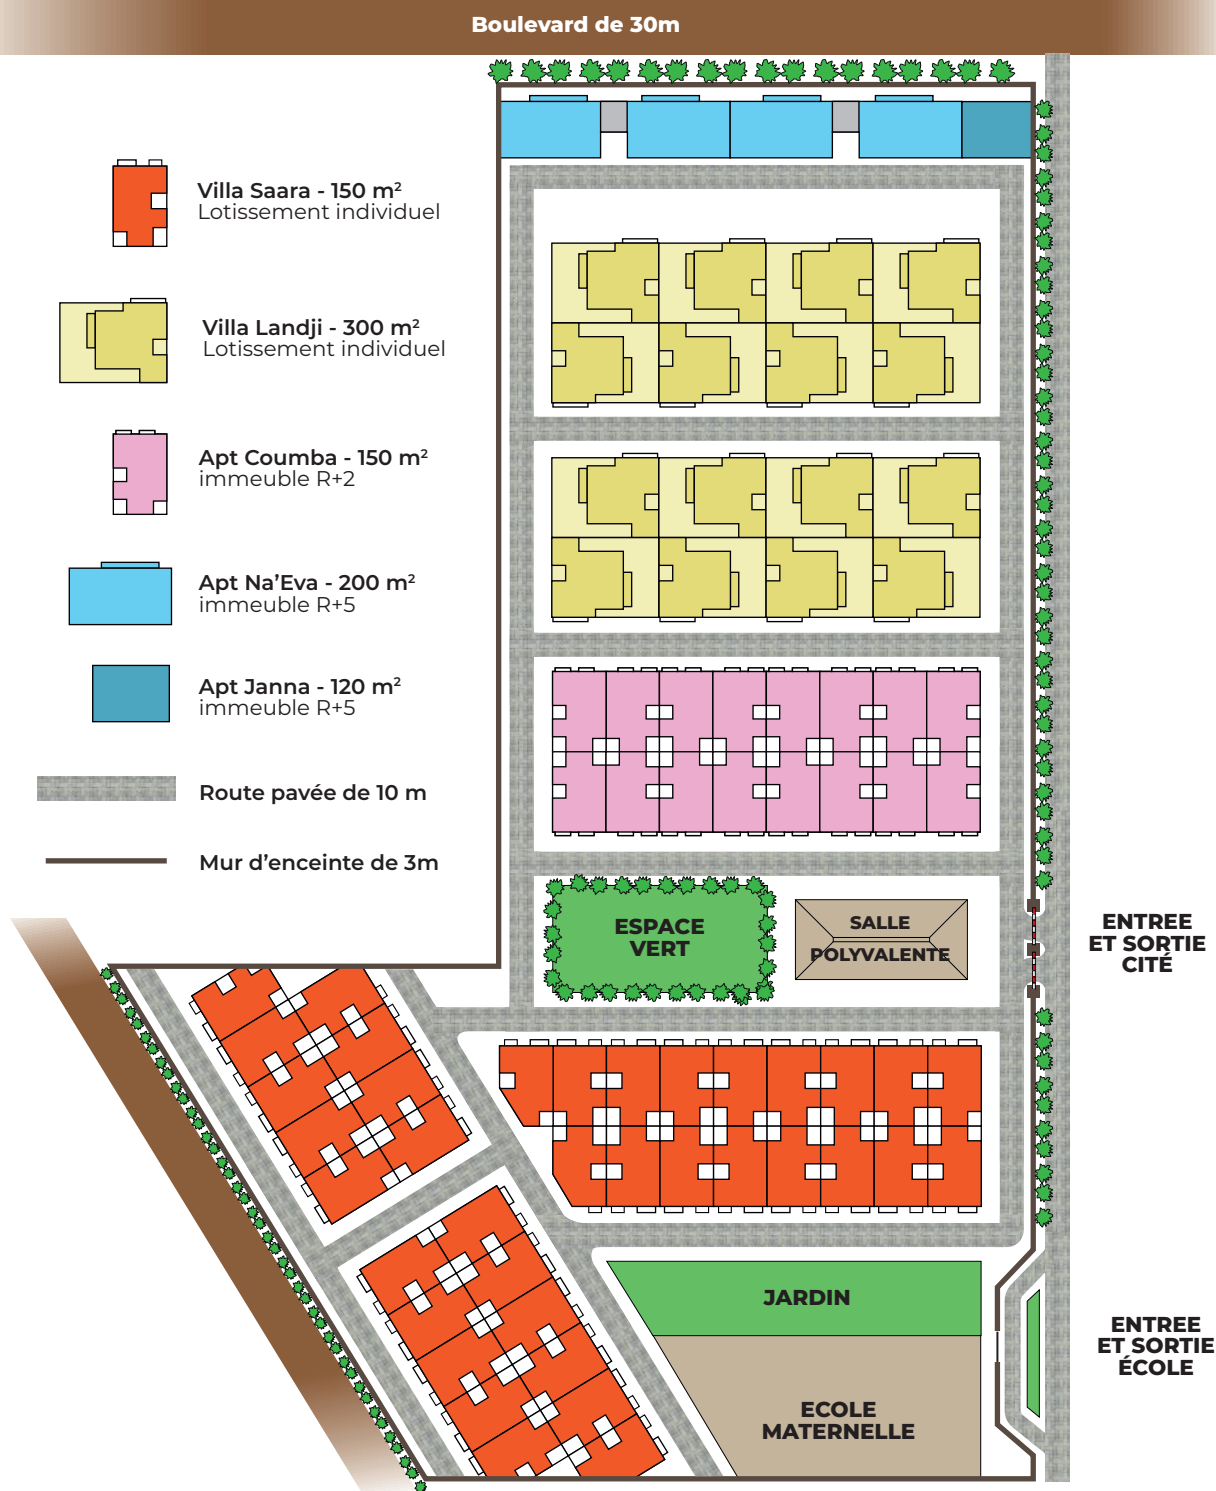 Boulevard de 30m
Villa Saara - 150 m²
Lotissement individuel
Villa Landji - 300 m²
Lotissement individuel
Apt Coumba - 150 m²
immeuble R+2
Apt Na’Eva - 200 m²
immeuble R+5
Apt Janna - 120 m²
immeuble R+5
Route pavée de 10 m
Mur d’enceinte de 3m
ESPACE
VERT
SALLE
POLYVALENTE
ENTREE
ET SORTIE
CITÉ
JARDIN
ECOLE
MATERNELLE
ENTREE
ET SORTIE
ÉCOLE